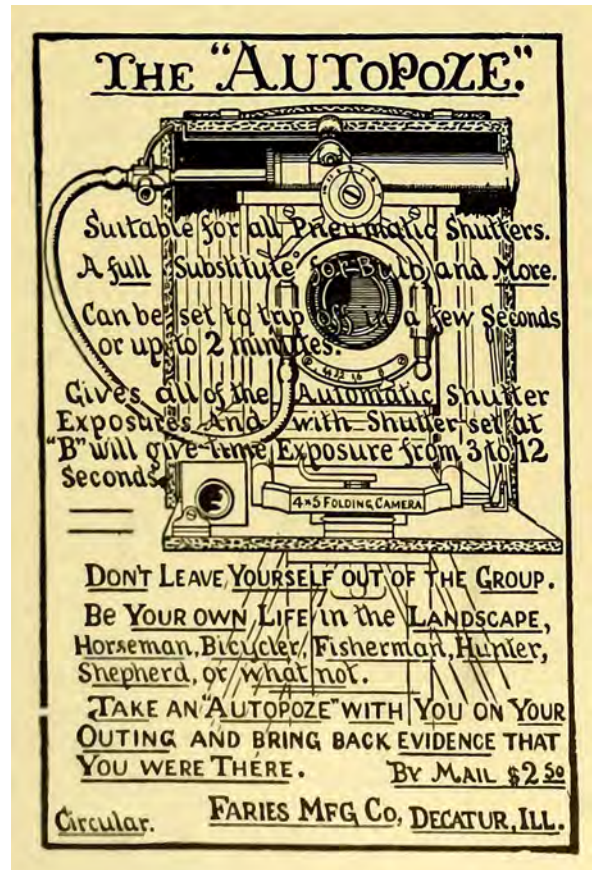 THE "AUTOPOZE."
Suitable for all Pneumatic Shutters.
A full Substitute for Bulb and More.
Can be set to trip off in a few Seconds
or up to 2 minutes.
Gives all of the Automatic Shutter
Exposures And with Shutter set at
"B" will give time Exposure from 3 to 12
Seconds.
4×5 FOLDING CAMERA
DON'T LEAVE YOURSELF OUT OF THE GROUP.
BE YOUR OWN LIFE in the LANDSCAPE,
Horseman, Bicycler, Fisherman, Hunter,
Shepherd, or what not.
TAKE AN "AUTOPOZE" WITH YOU ON YOUR
OUTING AND BRING BACK EVIDENCE THAT
YOU WERE THERE. BY MAIL $2 50
Circular. FARIES MFG CO, DECATUR, ILL.